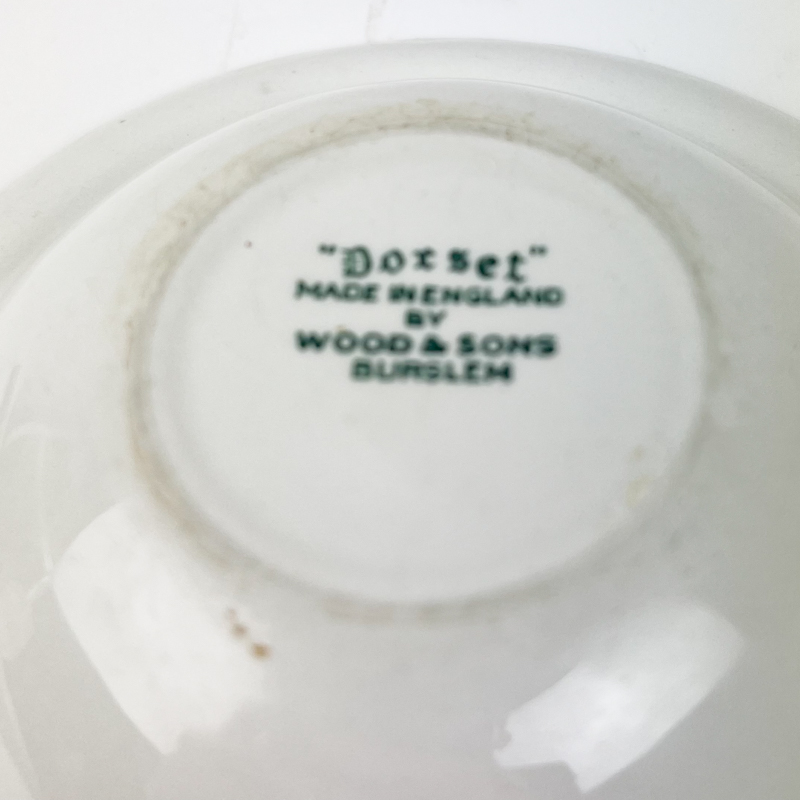 "Dorset"
MADE IN ENGLAND
BY
WOOD & SONS
BURSLEM